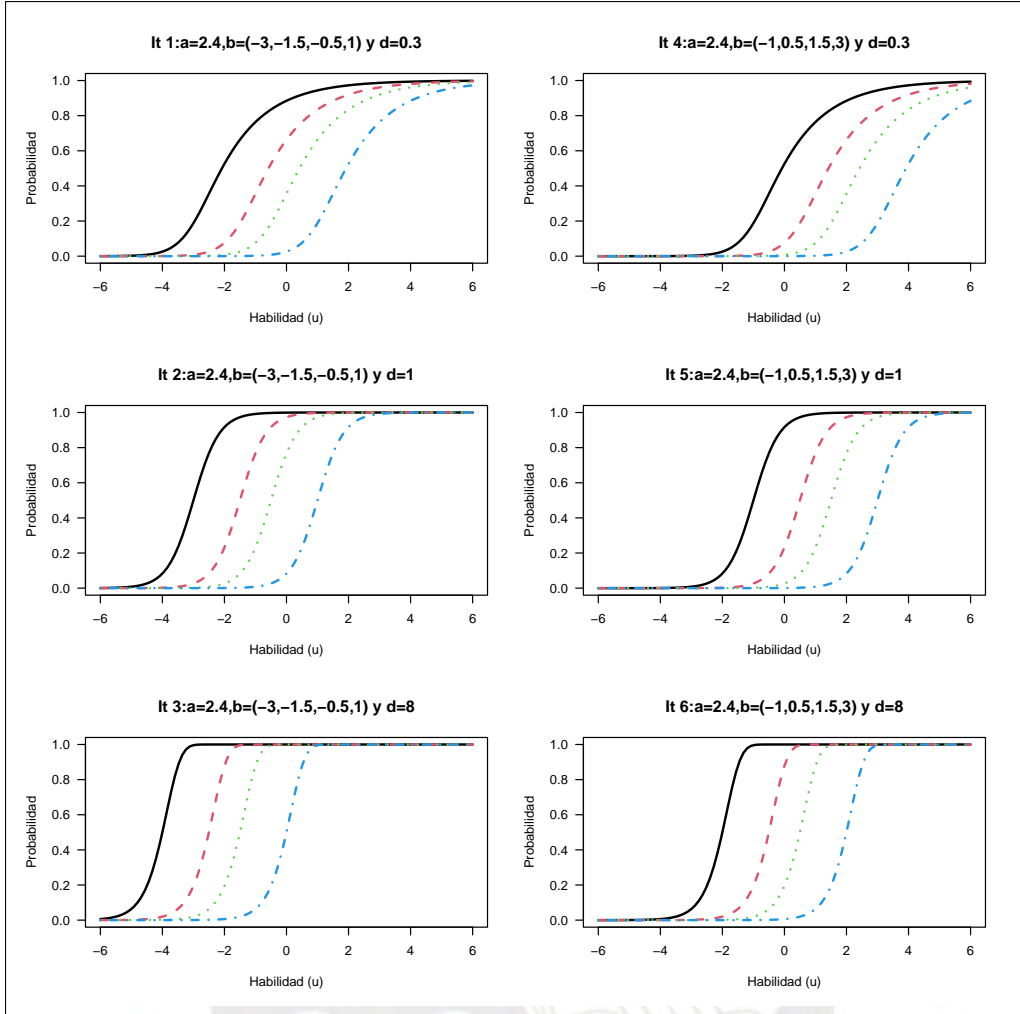 It 1:a=2.4,b=(−3,−1.5,−0.5,1) y d=0.3
Probabilidad
1.0
0.8
0.6
0.4
0.2
0.0
−6 −4 −2 0 2 4 6
Habilidad (u)
It 4:a=2.4,b=(−1,0.5,1.5,3) y d=0.3
Probabilidad
1.0
0.8
0.6
0.4
0.2
0.0
−6 −4 −2 0 2 4 6
Habilidad (u)
It 2:a=2.4,b=(−3,−1.5,−0.5,1) y d=1
Probabilidad
1.0
0.8
0.6
0.4
0.2
0.0
−6 −4 −2 0 2 4 6
Habilidad (u)
It 5:a=2.4,b=(−1,0.5,1.5,3) y d=1
Probabilidad
1.0
0.8
0.6
0.4
0.2
0.0
−6 −4 −2 0 2 4 6
Habilidad (u)
It 3:a=2.4,b=(−3,−1.5,−0.5,1) y d=8
Probabilidad
1.0
0.8
0.6
0.4
0.2
0.0
−6 −4 −2 0 2 4 6
Habilidad (u)
It 6:a=2.4,b=(−1,0.5,1.5,3) y d=8
Probabilidad
1.0
0.8
0.6
0.4
0.2
0.0
−6 −4 −2 0 2 4 6
Habilidad (u)